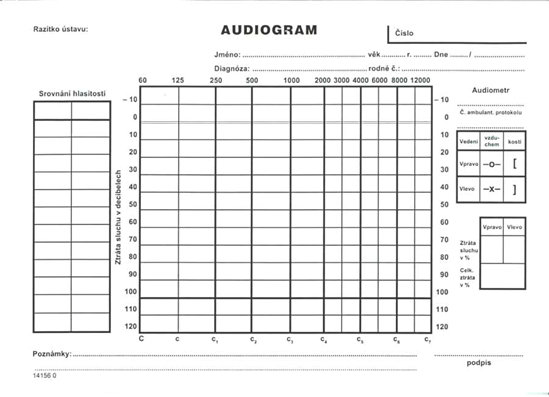 Razítko ústavu:
AUDIOGRAM
Číslo
Jméno: věk r. Dne /
Diagnóza: rodné č.:
Srovnání hlasitosti
60 125 250 500 1000 2000 3000 4000 6000 8000 12000
Audiometr
Č. ambulant. protokolu
Ztráta sluchu v decibelech
– 10 – 10
0 0
10 10
20 20
30 30
40 40
50 50
60 60
70 70
80 80
90 90
100 100
110 110
120 120
C c c1 c2 c3 c4 c5 c6 c7
Vedení vzdu-chem kostí
Vpravo –o– [
Vlevo –x– ]
Vpravo Vlevo
Ztráta
sluchu
v %
Celk.
ztráta
v %
Poznámky:
podpis
14156 0